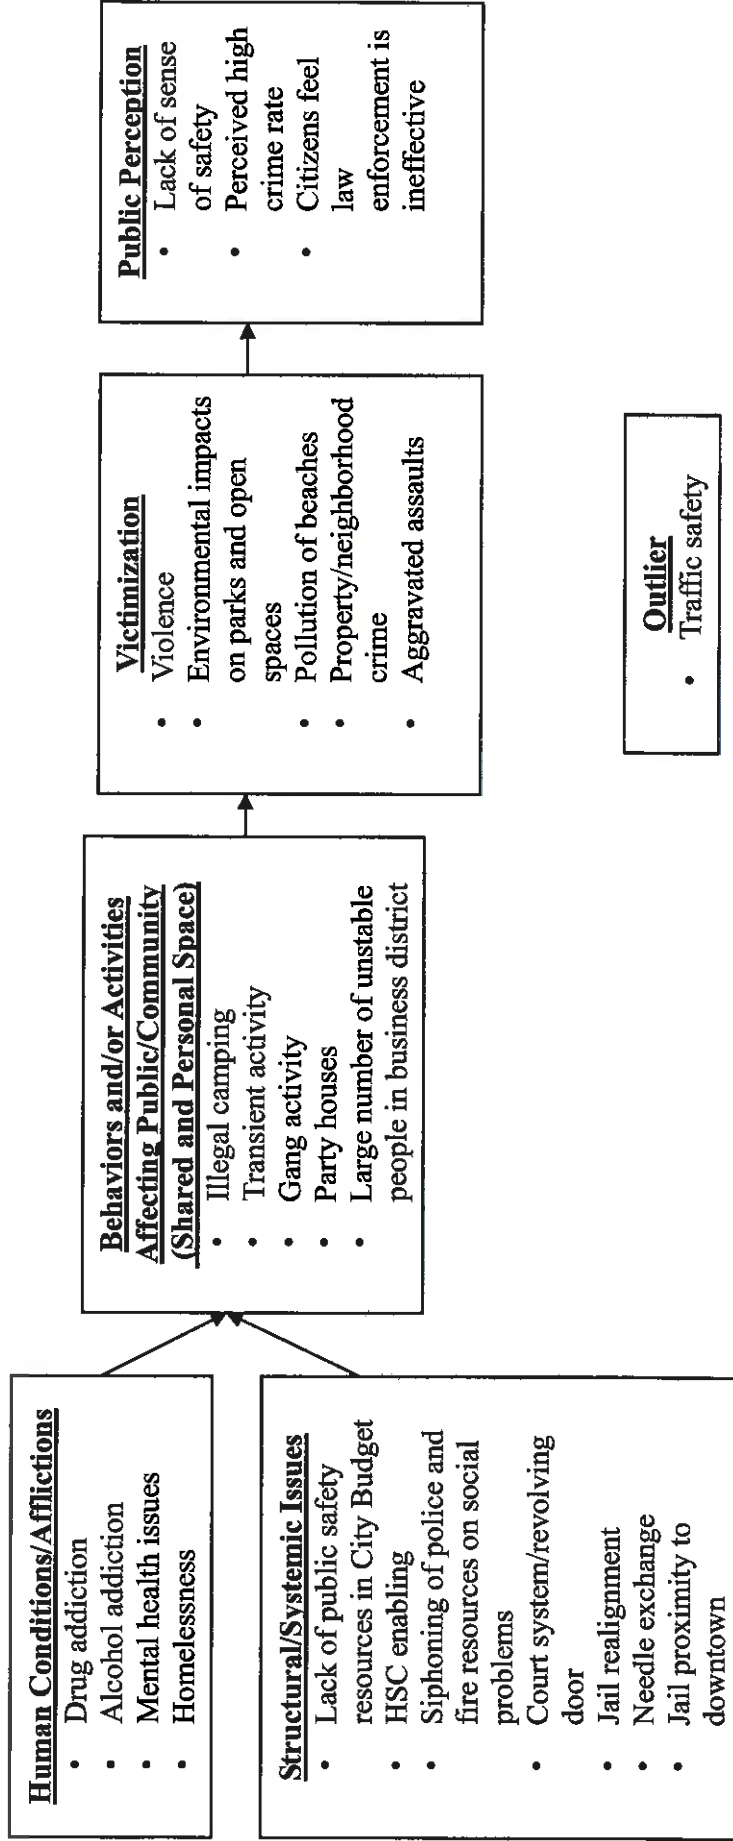 Human Conditions/Afflictions
• Drug addiction
• Alcohol addiction
• Mental health issues
• Homelessness
Structural/Systemic Issues
• Lack of public safety
resources in City Budget
• HSC enabling
• Siphoning of police and
fire resources on social
problems
• Court system/revolving
door
• Jail realignment
• Needle exchange
• Jail proximity to
downtown
Behaviors and/or Activities
Affecting Public/Community
(Shared and Personal Space)
• Illegal camping
• Transient activity
• Gang activity
• Party houses
• Large number of unstable
people in business district
Victimization
• Violence
• Environmental impacts
on parks and open
spaces
• Pollution of beaches
• Property/neighborhood
crime
• Aggravated assaults
Public Perception
• Lack of sense
of safety
• Perceived high
crime rate
• Citizens feel
law
enforcement is
ineffective
Outlier
• Traffic safety